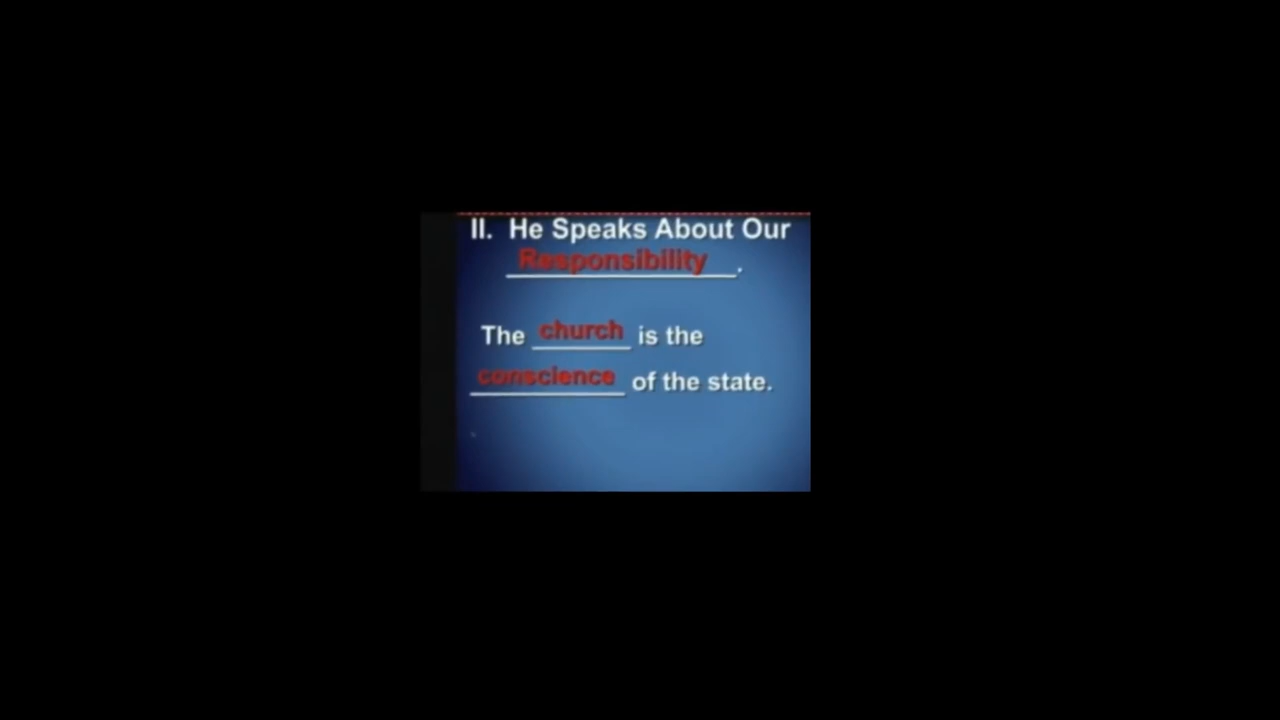 II. He Speaks About Our
Responsibility.
The church is the
conscience of the state.